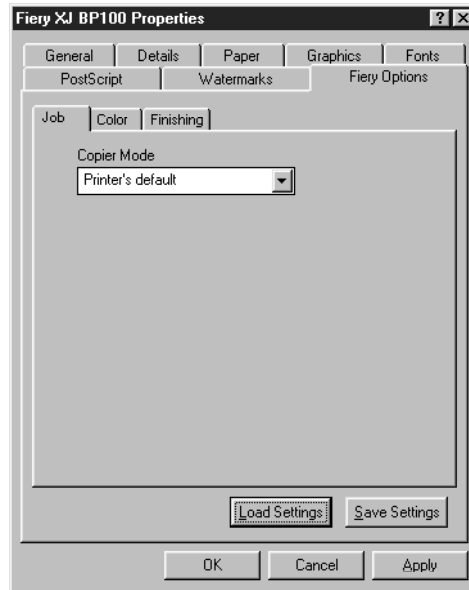 Fiery XJ BP100 Properties
General Details Paper Graphics Fonts
PostScript Watermarks Fiery Options
Job Color Finishing
Copier Mode
Printer's default
Load Settings Save Settings
OK Cancel Apply